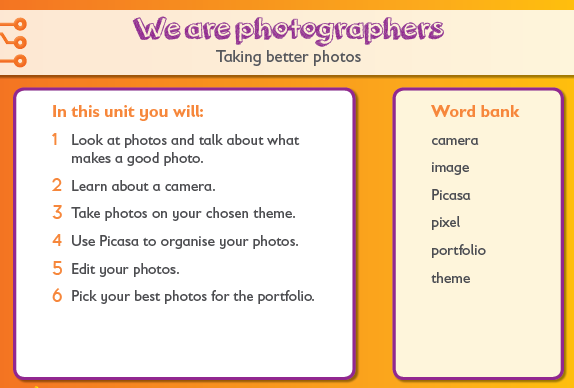 We are photographers
Taking better photos
In this unit you will:
1 Look at photos and talk about what
makes a good photo.
2 Learn about a camera.
3 Take photos on your chosen theme.
4 Use Picasa to organise your photos.
5 Edit your photos.
6 Pick your best photos for the portfolio.
Word bank
camera
image
Picasa
pixel
portfolio
theme